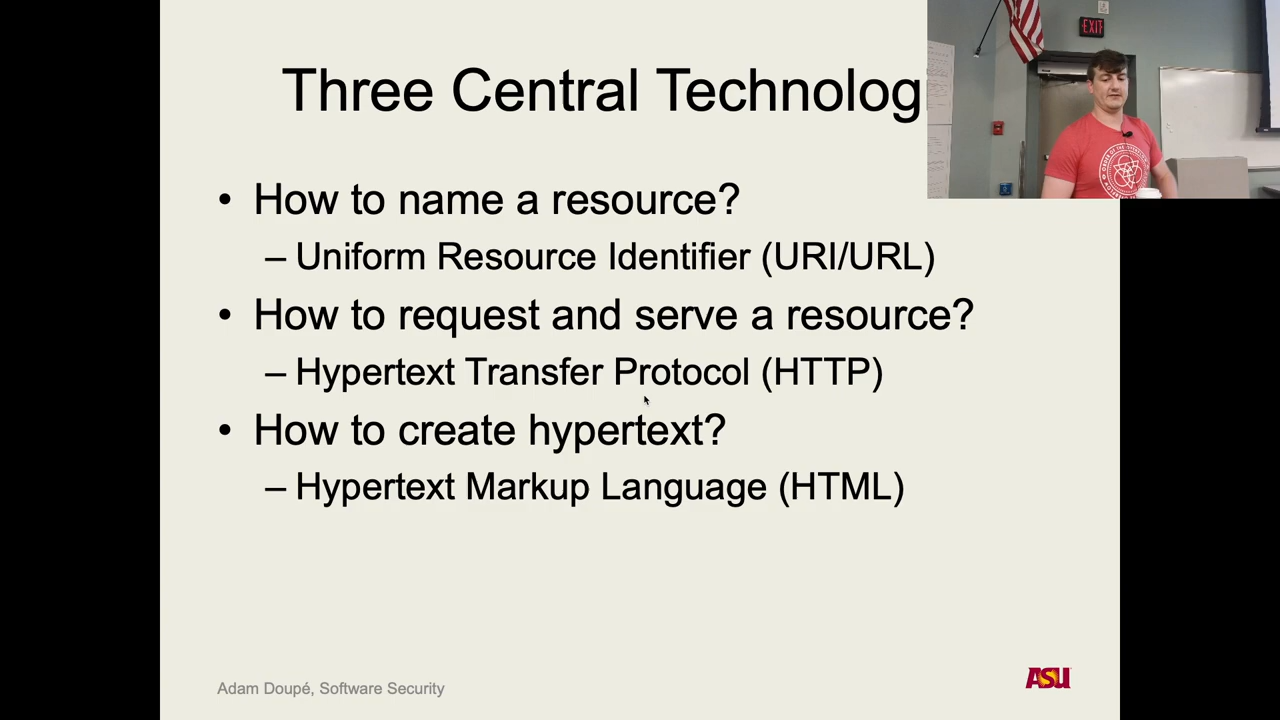 Three Central Technolog
• How to name a resource?
– Uniform Resource Identifier (URI/URL)
• How to request and serve a resource?
– Hypertext Transfer Protocol (HTTP)
• How to create hypertext?
– Hypertext Markup Language (HTML)
Adam Doupé, Software Security
ASU
EXIT